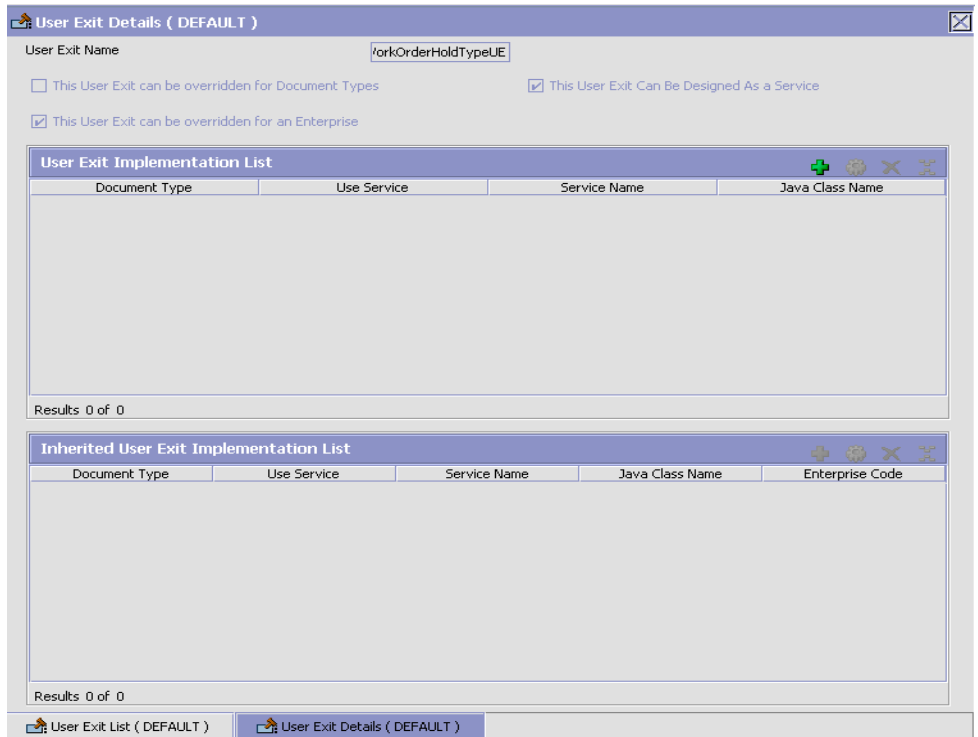 User Exit Details ( DEFAULT )
User Exit Name orkOrderHoldTypeUE
This User Exit can be overridden for Document Types This User Exit Can Be Designed As a Service
This User Exit can be overridden for an Enterprise
User Exit Implementation List
Document Type Use Service Service Name Java Class Name
Results 0 of 0
Inherited User Exit Implementation List
Document Type Use Service Service Name Java Class Name Enterprise Code
Results 0 of 0
User Exit List ( DEFAULT ) User Exit Details ( DEFAULT )